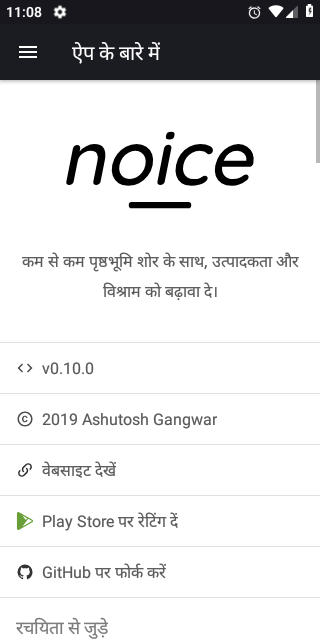 11:08
ऐप के बारे में
noice
कम से कम पृष्ठभूमि शोर के साथ, उत्पादकता और
विश्राम को बढ़ावा दे।
v0.10.0
2019 Ashutosh Gangwar
वेबसाइट देखें
Play Store पर रेटिंग दें
GitHub पर फोर्क करें
रचयिता से जुड़े